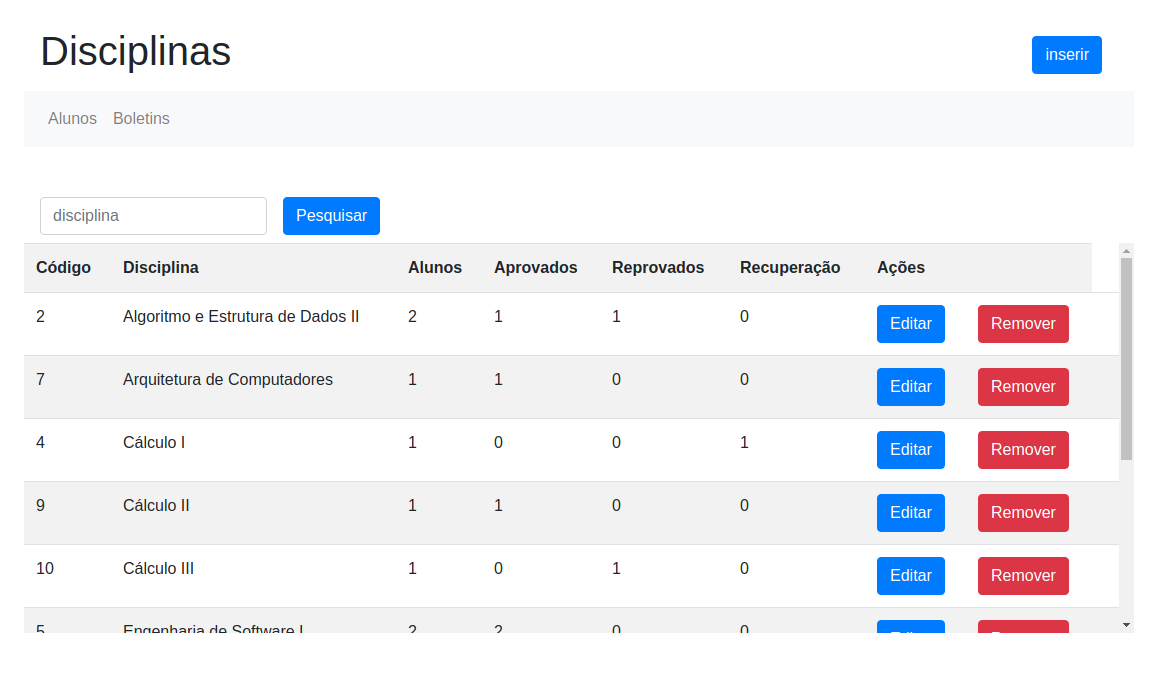 Disciplinas
inserir
Alunos Boletins
disciplina Pesquisar
Código Disciplina Alunos Aprovados Reprovados Recuperação Ações
2 Algoritmo e Estrutura de Dados II 2 1 1 0 Editar Remover
7 Arquitetura de Computadores 1 1 0 0 Editar Remover
4 Cálculo I 1 0 0 1 Editar Remover
9 Cálculo II 1 1 0 0 Editar Remover
10 Cálculo III 1 0 1 0 Editar Remover
5 Engenharia de Software I 2 2 0 0 Editar Remover